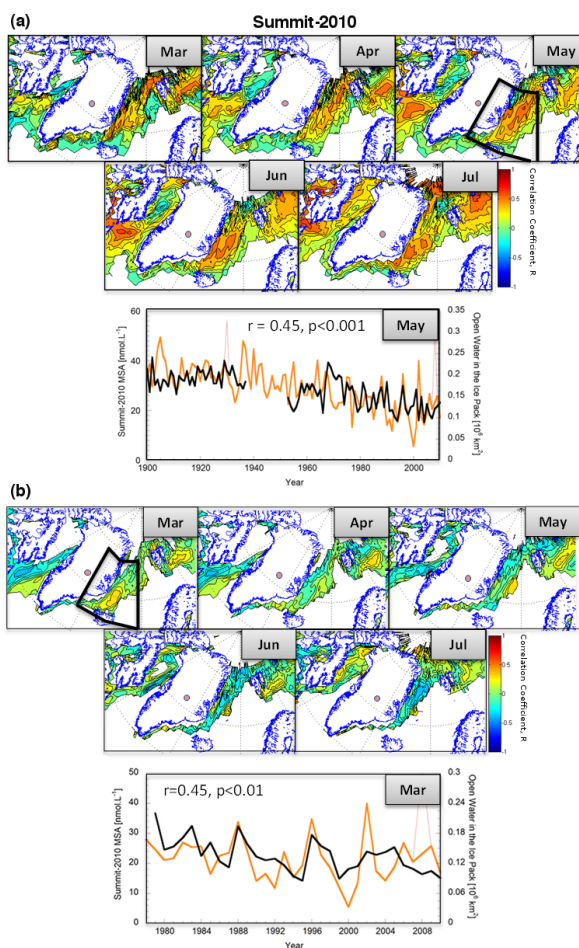 Summit-2010
(a)
Mar
Apr
May
Jun
Jul
1
0.5
0
-0.5
-1
Correlation Coefficient, R
r = 0.45, p<0.001
May
60
40
20
0
Summit-2010 MSA [nmol.L⁻¹]
0.35
0.3
0.25
0.2
0.15
0.1
0.05
0
Open Water in the Ice Pack [10⁶ km²]
1900 1920 1940 1960 1980 2000
Year
(b)
Mar
Apr
May
Jun
Jul
1
0.5
0
-0.5
-1
Correlation Coefficient, R
r=0.45, p<0.01
Mar
50
40
30
20
10
0
Summit-2010 MSA [nmol.L⁻¹]
0.3
0.24
0.18
0.12
0.06
0
Open Water in the Ice Pack [10⁶ km²]
1980 1984 1988 1992 1996 2000 2004 2008
Year